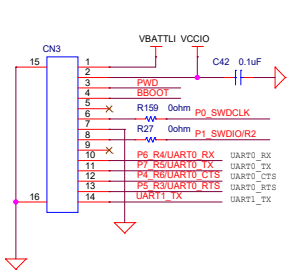 VBATTLI VCCIO
CN3
C42 0.1uF
15
1
2
3 PWD
4 BBOOT
5
6 R159 0ohm P0_SWDCLK
7
8 R27 0ohm P1_SWDIO/R2
9
10 P6_R4/UART0_RX UART0_RX
11 P7_R5/UART0_TX UART0_TX
12 P4_R6/UART0_CTS UART0_CTS
13 P5_R3/UART0_RTS UART0_RTS
16 14 UART1_TX UART1_TX